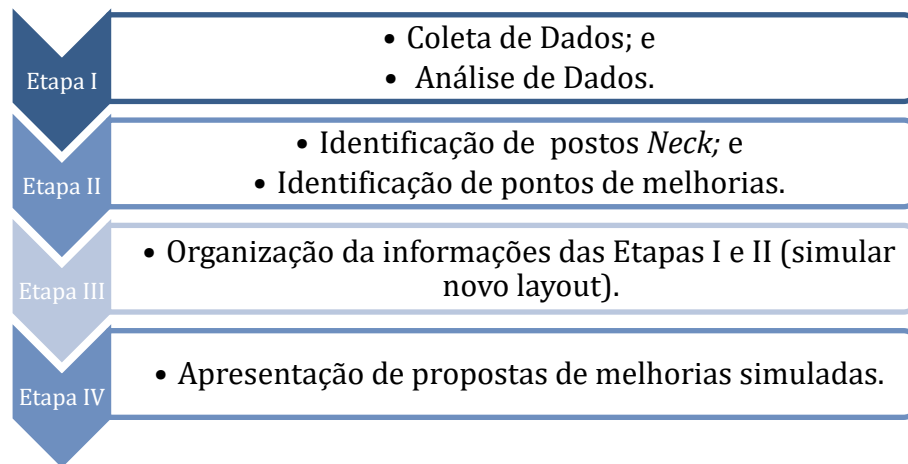 Etapa I
• Coleta de Dados; e
• Análise de Dados.
Etapa II
• Identificação de postos Neck; e
• Identificação de pontos de melhorias.
Etapa III
• Organização da informações das Etapas I e II (simular
novo layout).
Etapa IV
• Apresentação de propostas de melhorias simuladas.